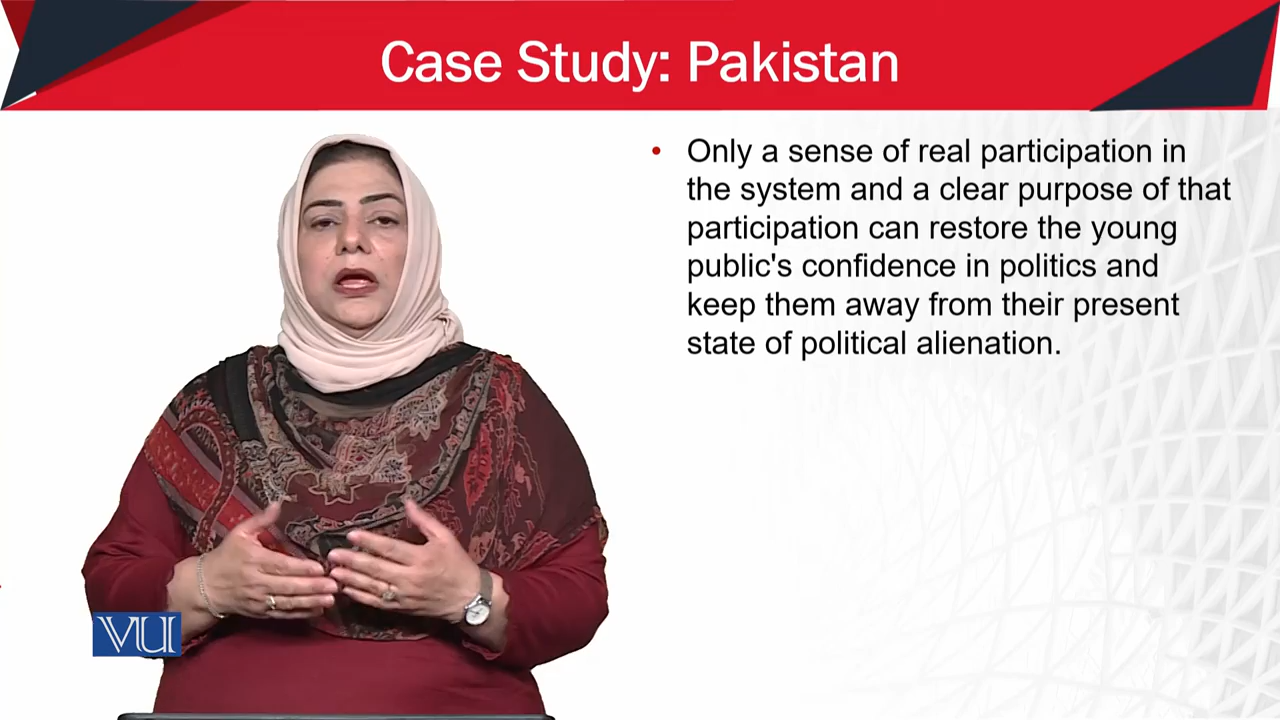 Case Study: Pakistan
• Only a sense of real participation in
the system and a clear purpose of that
participation can restore the young
public's confidence in politics and
keep them away from their present
state of political alienation.
VU